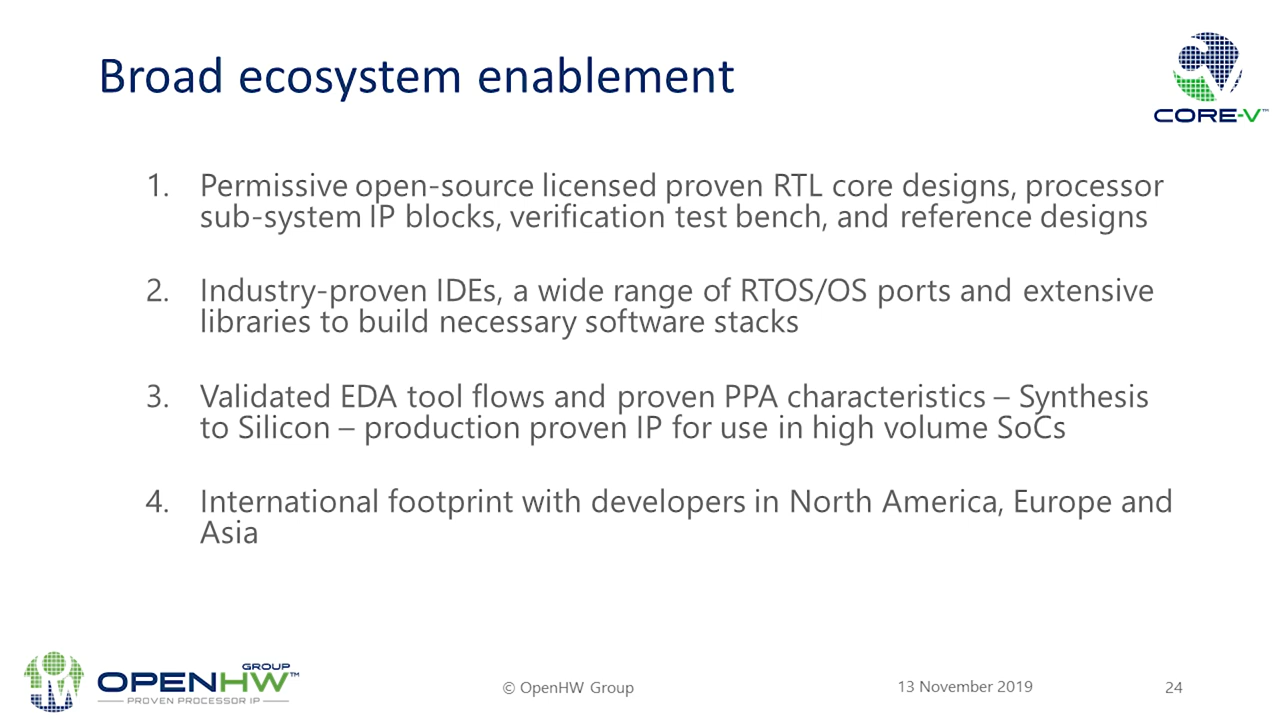 Broad ecosystem enablement
CORE-V™
1. Permissive open-source licensed proven RTL core designs, processor
sub-system IP blocks, verification test bench, and reference designs
2. Industry-proven IDEs, a wide range of RTOS/OS ports and extensive
libraries to build necessary software stacks
3. Validated EDA tool flows and proven PPA characteristics – Synthesis
to Silicon – production proven IP for use in high volume SoCs
4. International footprint with developers in North America, Europe and
Asia
GROUP
OPENHW™
PROVEN PROCESSOR IP
© OpenHW Group
13 November 2019
24